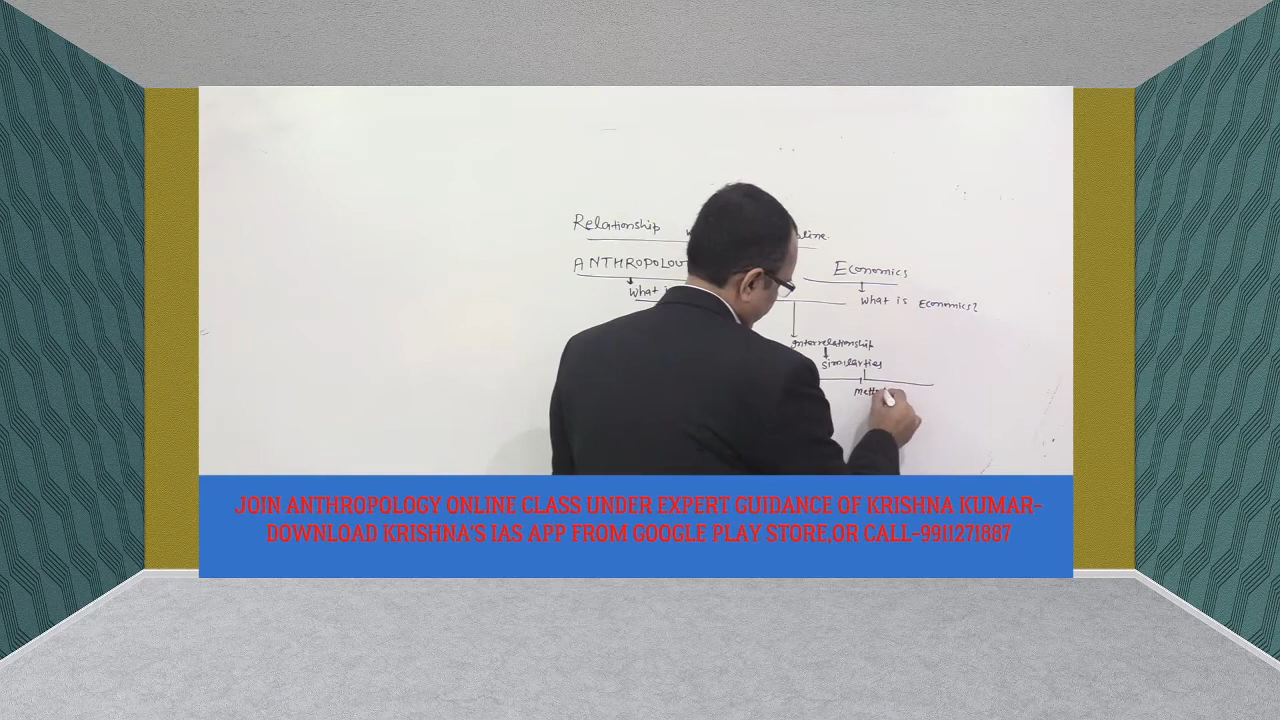 Relationship
ANTHROPOLO
Economics
What is Economics?
Interrelationship
Similarties
JOIN ANTHROPOLOGY ONLINE CLASS UNDER EXPERT GUIDANCE OF KRISHNA KUMAR-
DOWNLOAD KRISHNA'S IAS APP FROM GOOGLE PLAY STORE,OR CALL-9911271887